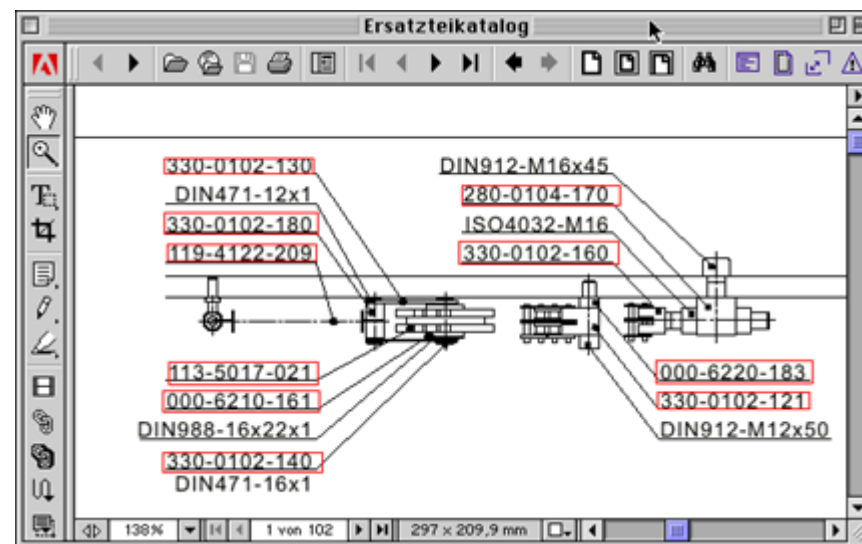 Ersatzteikatalog
330-0102-130
DIN471-12x1
330-0102-180
119-4122-209
DIN912-M16x45
280-0104-170
ISO4032-M16
330-0102-160
113-5017-021
000-6210-161
DIN988-16x22x1
330-0102-140
DIN471-16x1
000-6220-183
330-0102-121
DIN912-M12x50
138%
1 von 102
297 x 209,9 mm